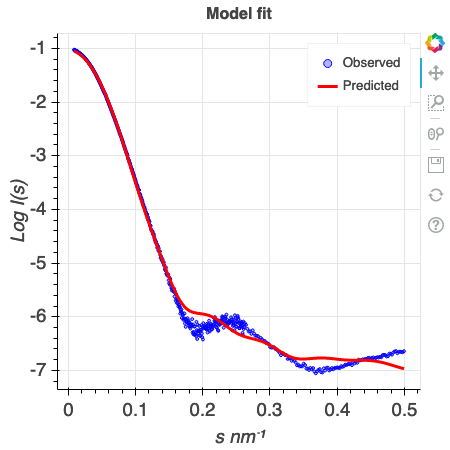 Model fit
Observed
Predicted
Log I(s)
-1
-2
-3
-4
-5
-6
-7
0
0.1
0.2
0.3
0.4
0.5
s nm⁻¹